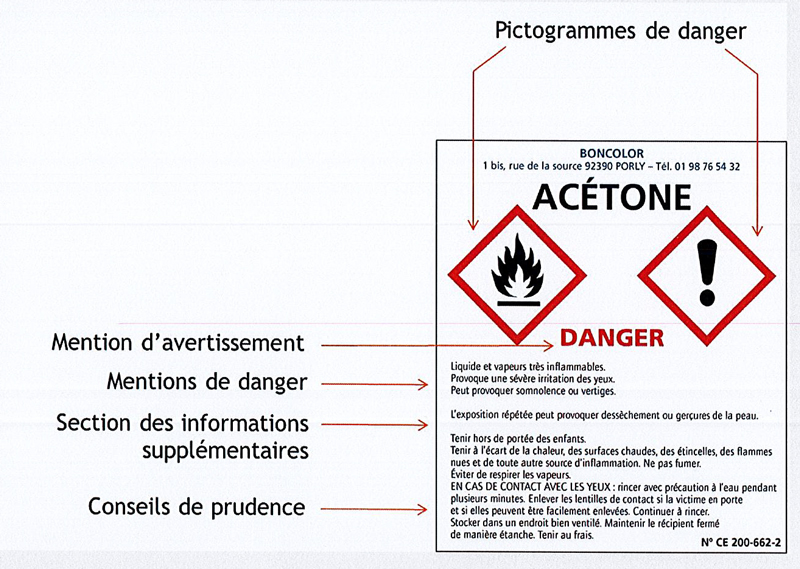 Pictogrammes de danger
BONCOLOR
1 bis, rue de la source 92390 PORLY – Tél. 01 98 76 54 32
ACÉTONE
DANGER
Mention d'avertissement
Mentions de danger
Section des informations
supplémentaires
Conseils de prudence
Liquide et vapeurs très inflammables.
Provoque une sévère irritation des yeux.
Peut provoquer somnolence ou vertiges.
L'exposition répétée peut provoquer dessèchement ou gerçures de la peau.
Tenir hors de portée des enfants.
Tenir à l'écart de la chaleur, des surfaces chaudes, des étincelles, des flammes
nues et de toute autre source d'inflammation. Ne pas fumer.
Éviter de respirer les vapeurs.
EN CAS DE CONTACT AVEC LES YEUX : rincer avec précaution à l'eau pendant
plusieurs minutes. Enlever les lentilles de contact si la victime en porte
et si elles peuvent être facilement enlevées. Continuer à rincer.
Stocker dans un endroit bien ventilé. Maintenir le récipient fermé
de manière étanche. Tenir au frais.
N° CE 200-662-2